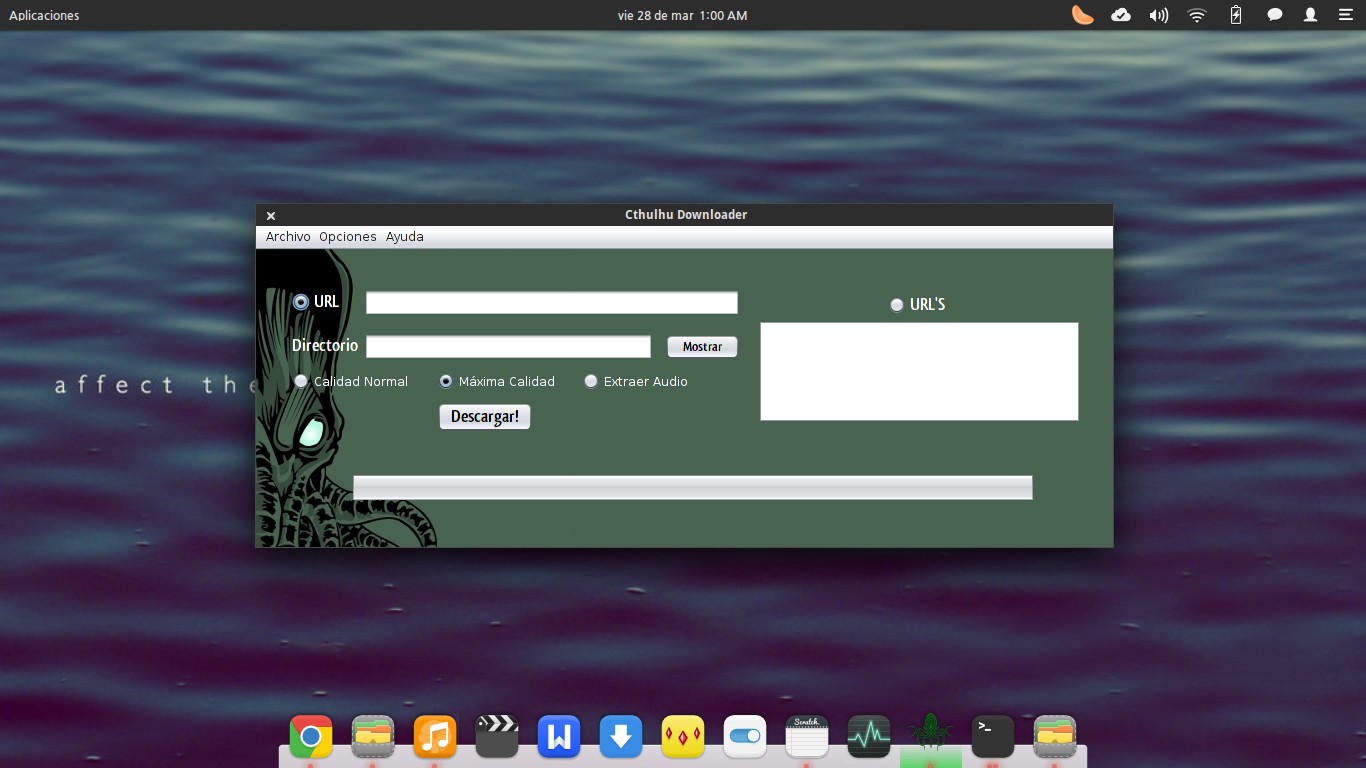 Aplicaciones
vie 28 de mar 1:00 AM
Cthulhu Downloader
Archivo Opciones Ayuda
URL
URL'S
Directorio
Mostrar
affect the
Calidad Normal
Máxima Calidad
Extraer Audio
Descargar!
Scratch.
>_